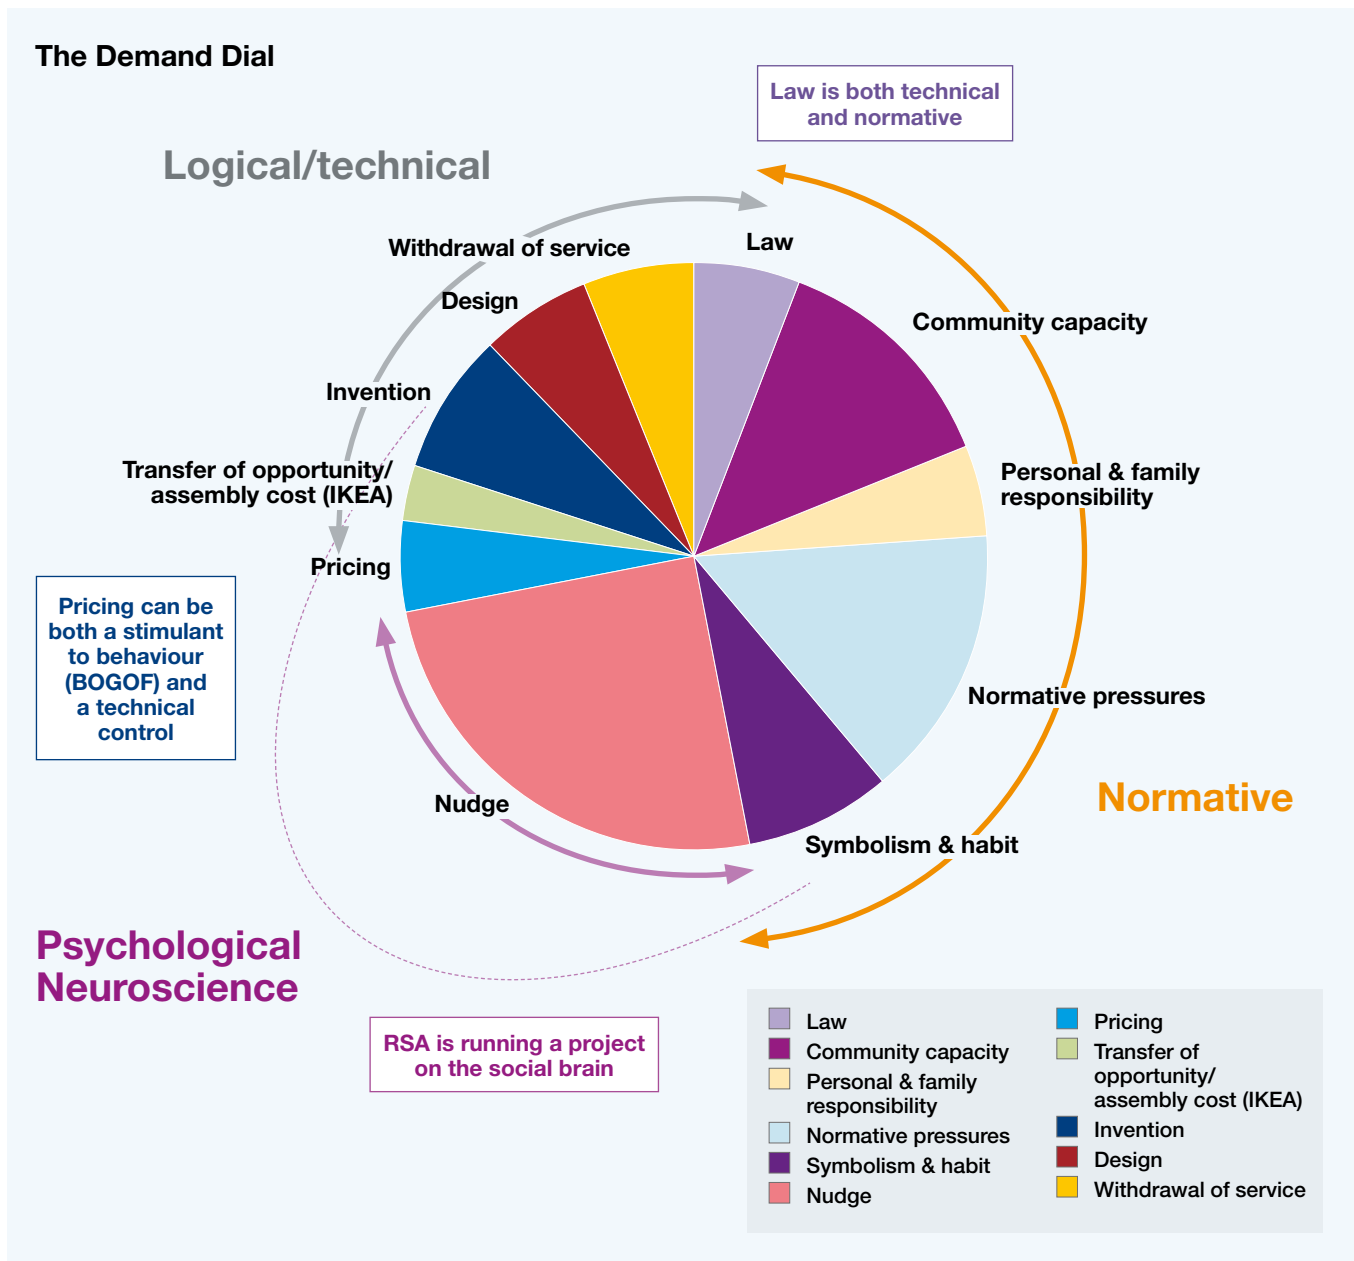 The Demand Dial
Law is both technical
and normative
Logical/technical
Withdrawal of service
Law
Design
Community capacity
Invention
Transfer of opportunity/
assembly cost (IKEA)
Personal & family
responsibility
Pricing
Pricing can be
both a stimulant
to behaviour
(BOGOF) and
a technical
control
Normative pressures
Nudge
Normative
Symbolism & habit
Psychological
Neuroscience
RSA is running a project
on the social brain
Law
Community capacity
Personal & family
responsibility
Normative pressures
Symbolism & habit
Nudge
Pricing
Transfer of
opportunity/
assembly cost (IKEA)
Invention
Design
Withdrawal of service